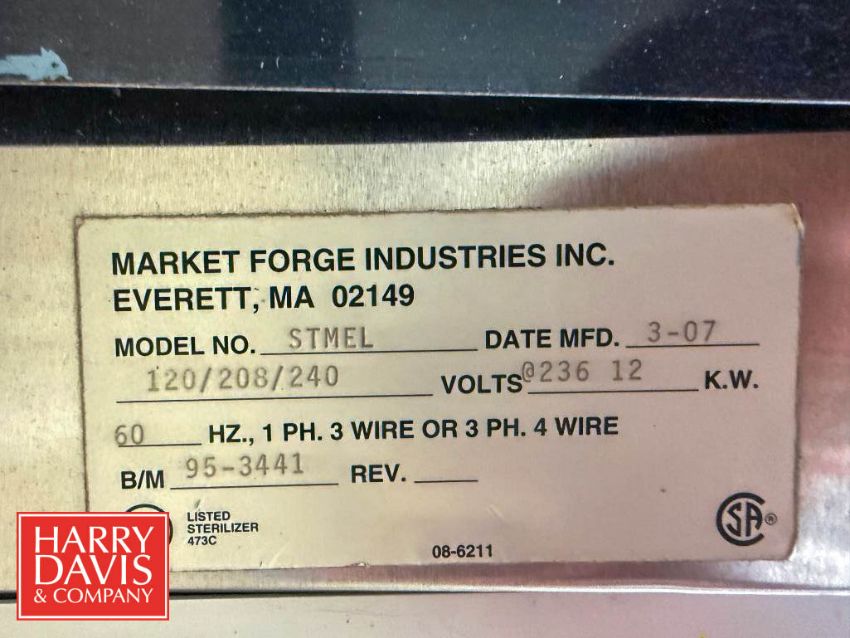 MARKET FORGE INDUSTRIES INC.
EVERETT, MA 02149
MODEL NO. STMEL DATE MFD. 3-07
120/208/240 VOLTS @236 12 K.W.
60 HZ., 1 PH. 3 WIRE OR 3 PH. 4 WIRE
B/M 95-3441 REV.
LISTED
STERILIZER
473C
08-6211
SA®
HARRY
DAVIS
& COMPANY